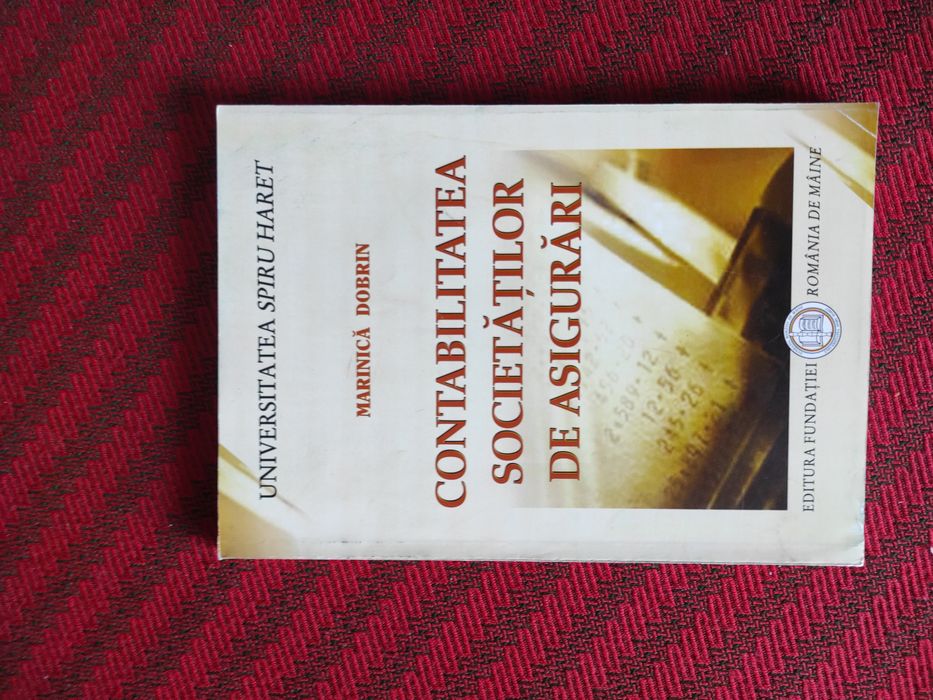 UNIVERSITATEA SPIRU HARET
MARINICĂ DOBRIN
CONTABILITATEA
SOCIETĂȚILOR
DE ASIGURĂRI
EDITURA FUNDAȚIEI ROMÂNIA DE MÂINE